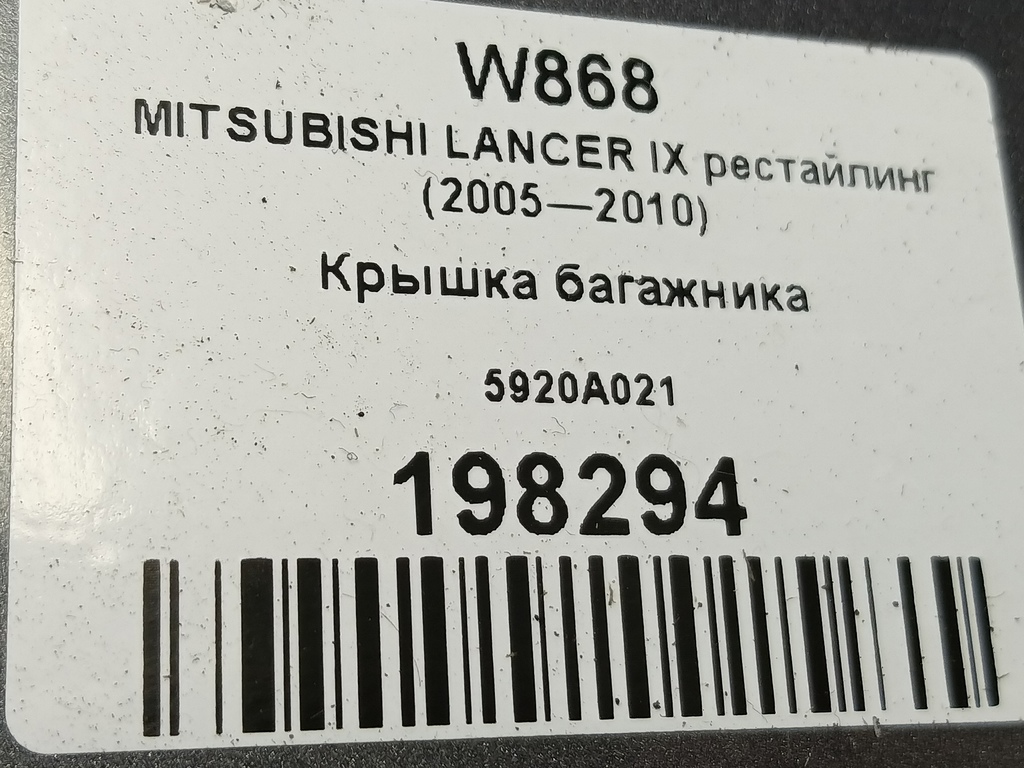 W868
MITSUBISHI LANCER IX рестайлинг
(2005—2010)
Крышка багажника
5920A021
198294